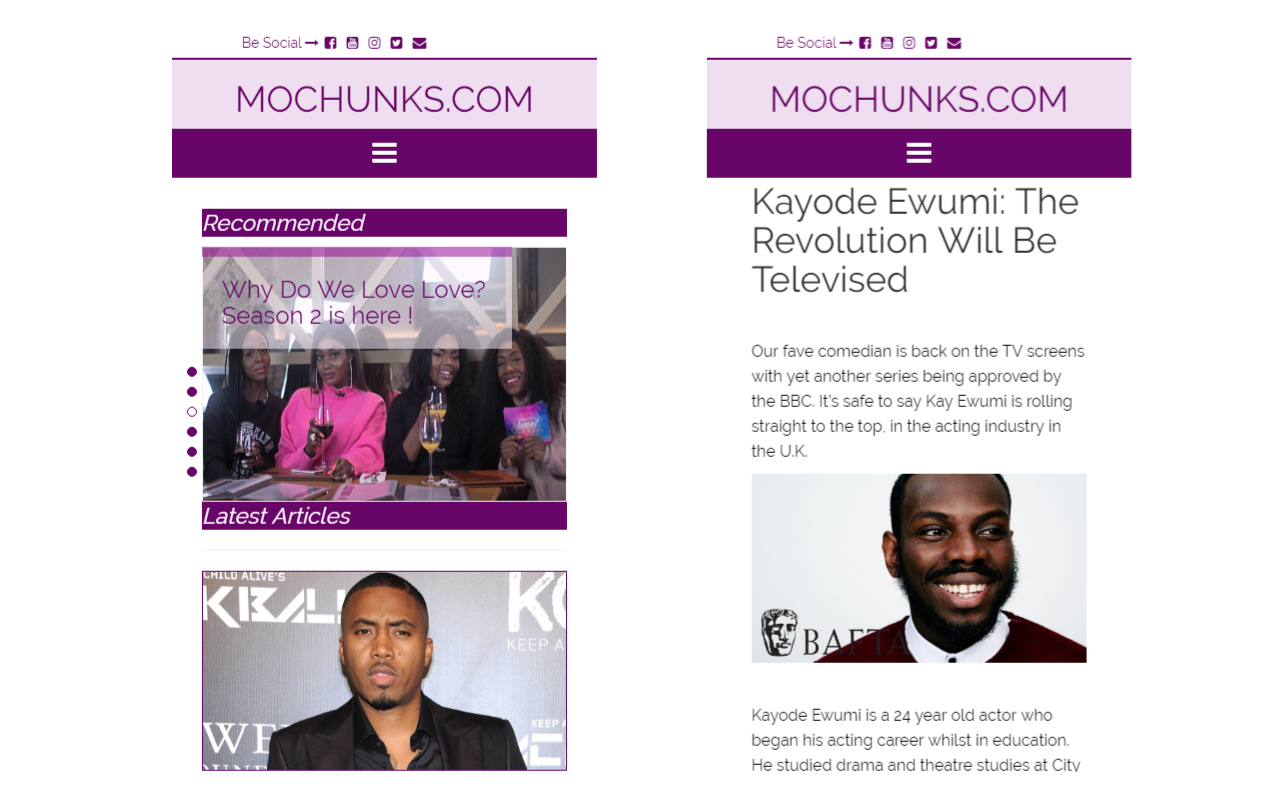 Be Social
MOCHUNKS.COM
Recommended
Why Do We Love Love?
Season 2 is here !
Latest Articles
CHILD ALIVE'S
KBALL
KO
KEEP A
WE
KEEP A
Be Social
MOCHUNKS.COM
Kayode Ewumi: The
Revolution Will Be
Televised
Our fave comedian is back on the TV screens
with yet another series being approved by
the BBC. It's safe to say Kay Ewumi is rolling
straight to the top, in the acting industry in
the U.K.
BAFTA
Kayode Ewumi is a 24 year old actor who
began his acting career whilst in education.
He studied drama and theatre studies at City